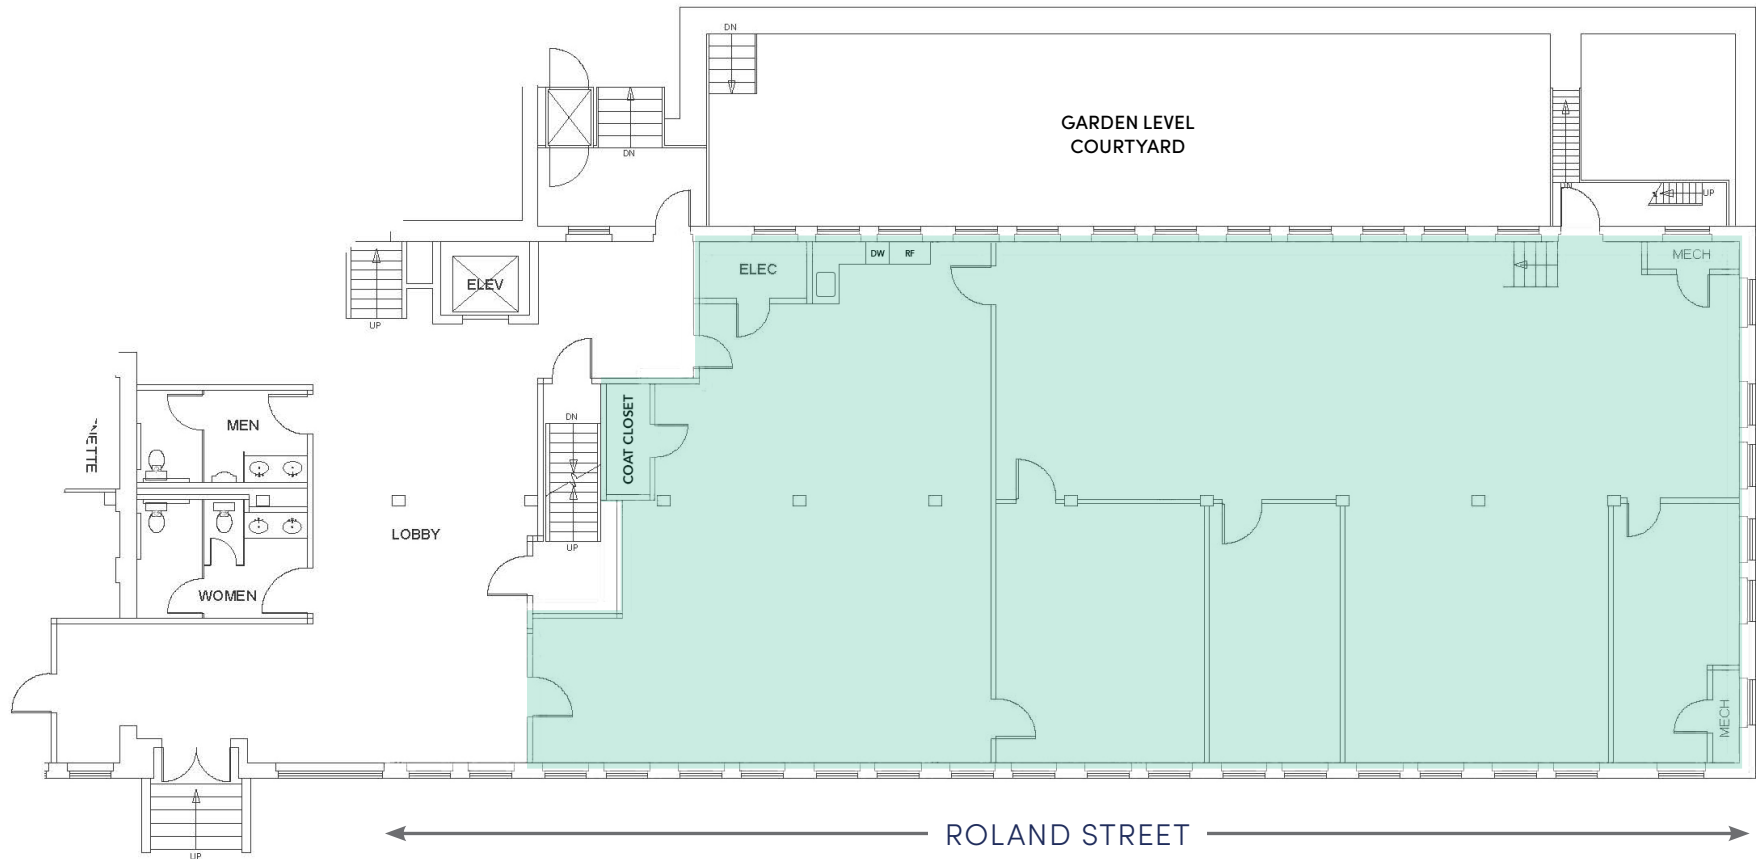 DN
GARDEN LEVEL
COURTYARD
DN
UP
DW
RF
ELEC
MECH
ELEV
UP
DN
COAT CLOSET
MEN
LOBBY
UP
WOMEN
MECH
ROLAND STREET
UP